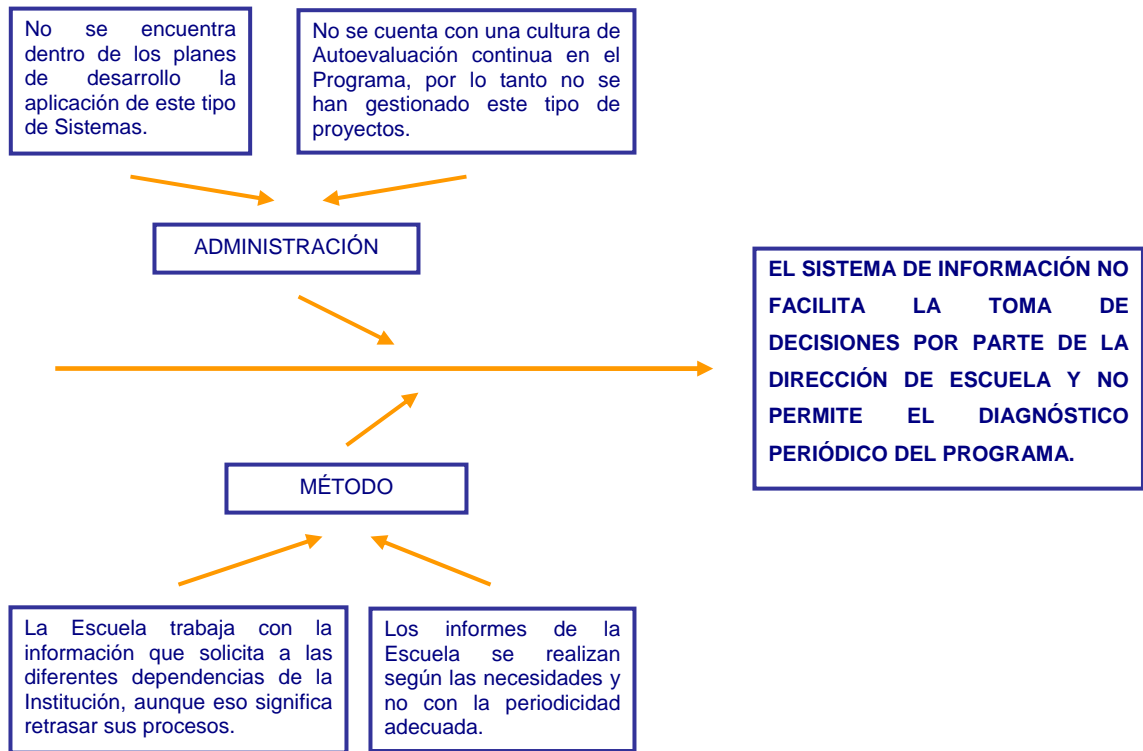 No se encuentra
dentro de los planes
de desarrollo la
aplicación de este tipo
de Sistemas.
No se cuenta con una cultura de
Autoevaluación continua en el
Programa, por lo tanto no se
han gestionado este tipo de
proyectos.
ADMINISTRACIÓN
EL SISTEMA DE INFORMACIÓN NO
FACILITA LA TOMA DE
DECISIONES POR PARTE DE LA
DIRECCIÓN DE ESCUELA Y NO
PERMITE EL DIAGNÓSTICO
PERIÓDICO DEL PROGRAMA.
MÉTODO
La Escuela trabaja con la
información que solicita a las
diferentes dependencias de la
Institución, aunque eso significa
retrasar sus procesos.
Los informes de la
Escuela se realizan
según las necesidades y
no con la periodicidad
adecuada.